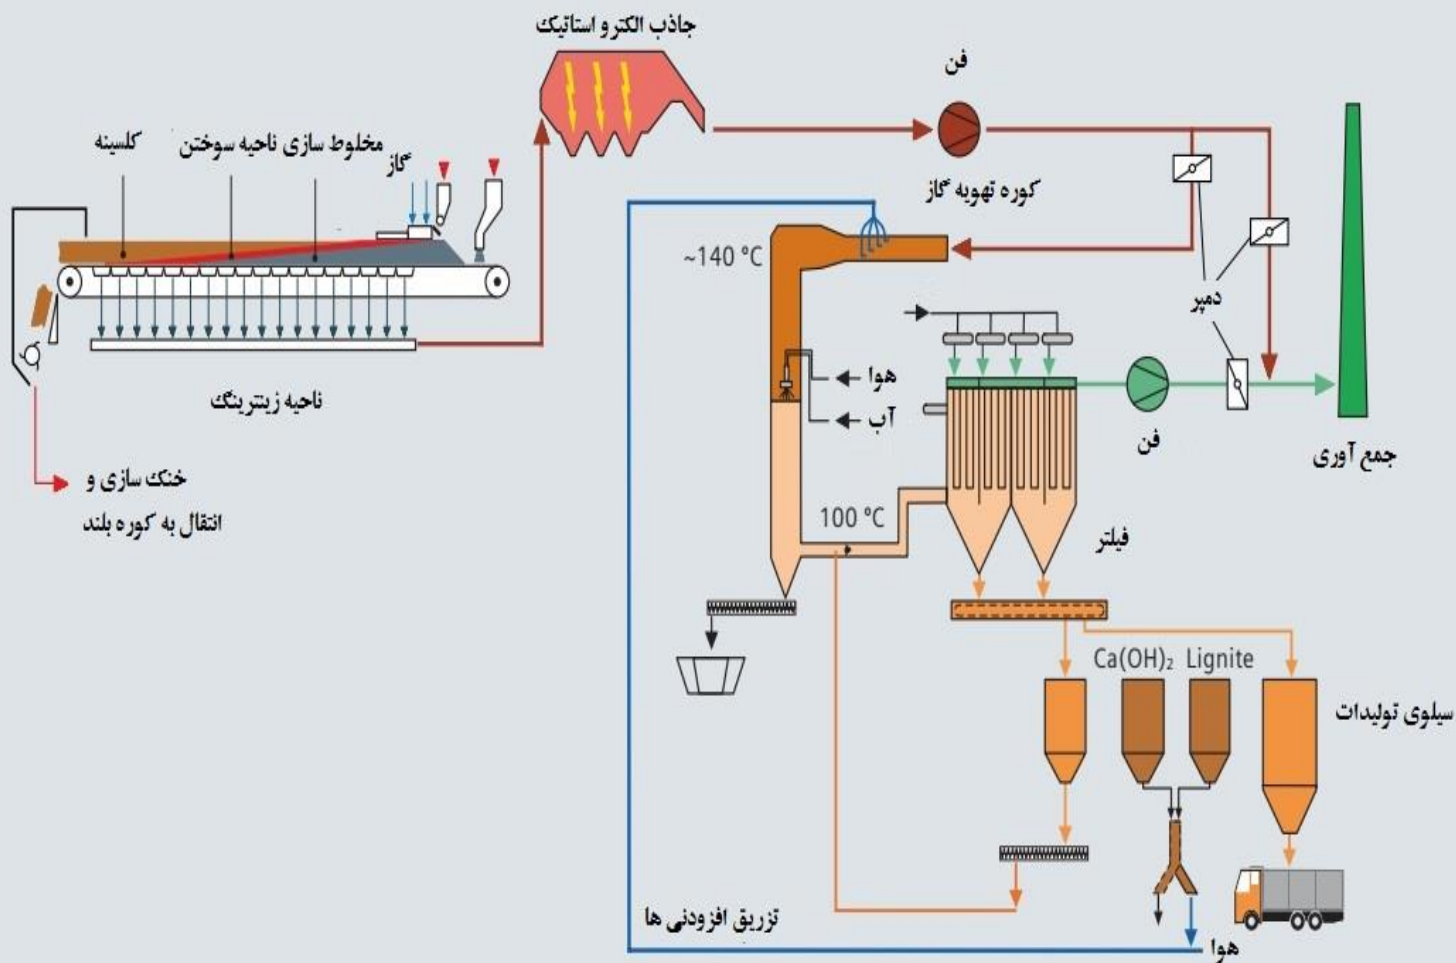 جاذب الکترو استاتیک
فن
کلسینه
مخلوط سازی ناحیه سوختن
گاز
کوره تهویه گاز
~140 °C
دمپر
هوا
آب
ناحیه زینترینگ
فن
جمع آوری
خنک سازی و
انتقال به کوره بلند
100 °C
فیلتر
Ca(OH)₂ Lignite
سیلوی تولیدات
تزریق افزودنی ها
هوا